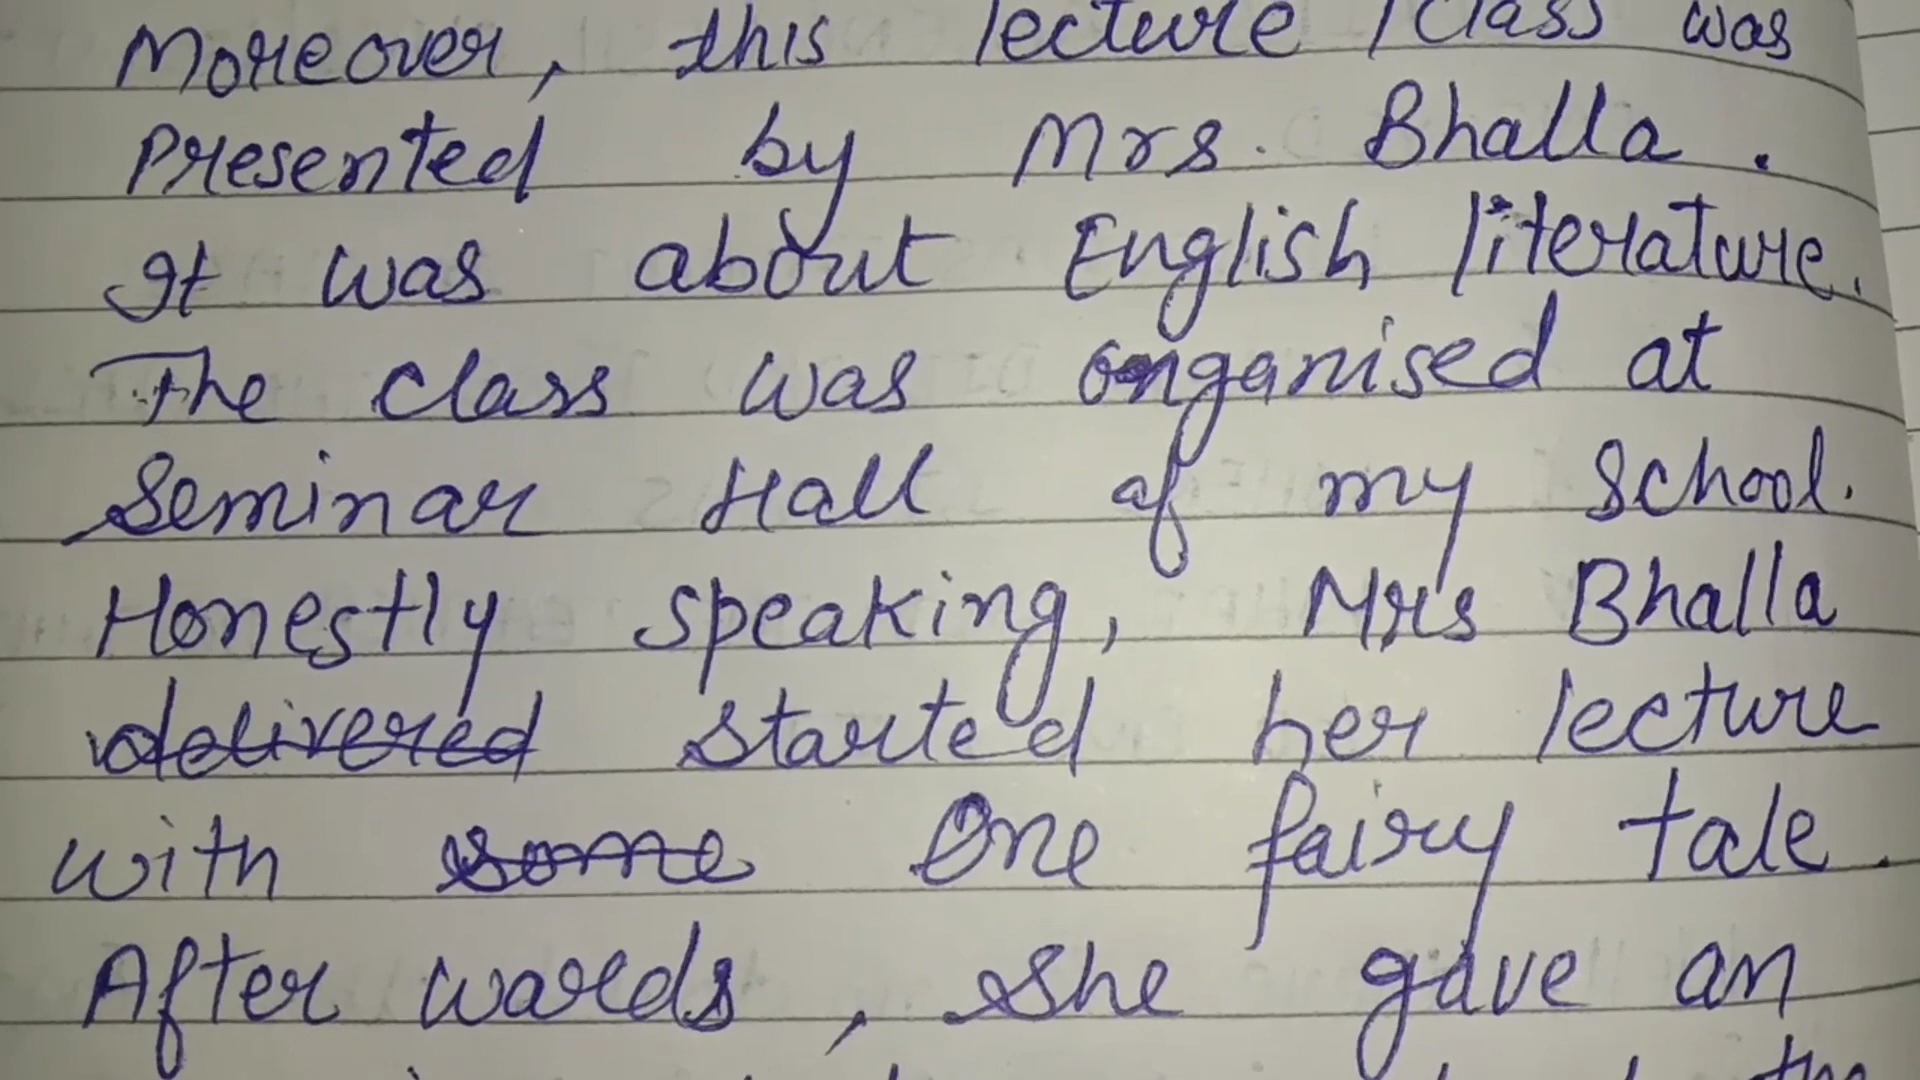 Moreover, this lecture / class was
Presented by Mrs. Bhalla.
It was about English literature.
The class was organised at
Seminar Hall of my School.
Honestly speaking, Mrs Bhalla
delivered started her lecture
with some One fairy tale.
After wards, she gave an
the